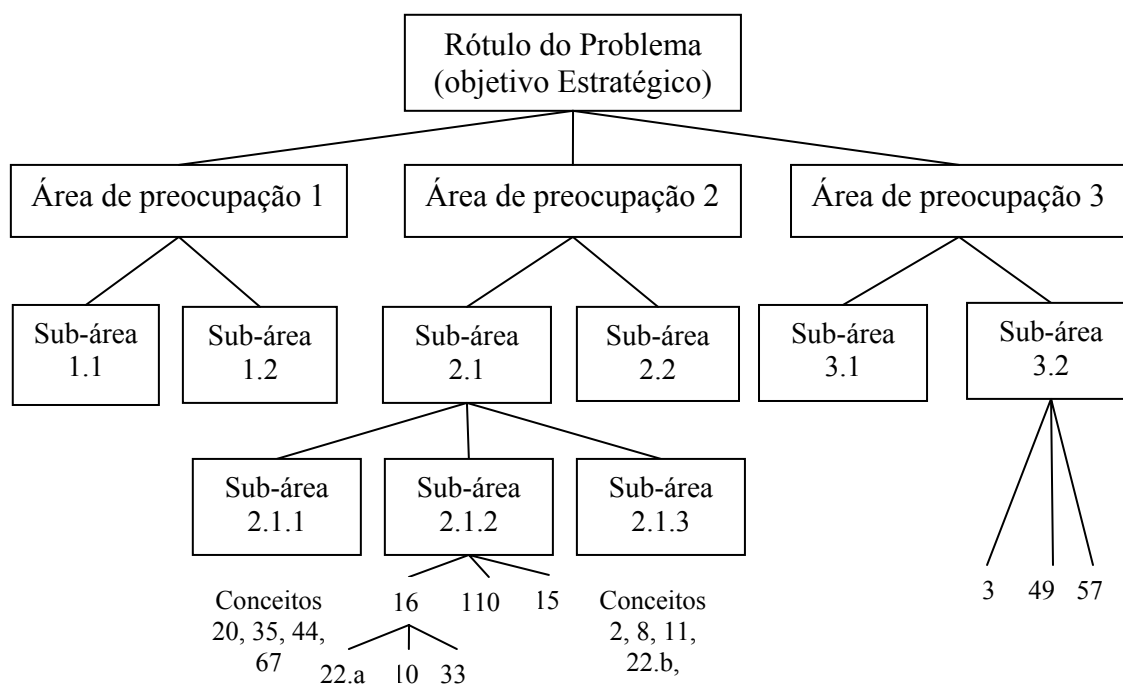 Rótulo do Problema
(objetivo Estratégico)
Área de preocupação 1
Área de preocupação 2
Área de preocupação 3
Sub-área
1.1
Sub-área
1.2
Sub-área
2.1
Sub-área
2.2
Sub-área
3.1
Sub-área
3.2
Sub-área
2.1.1
Sub-área
2.1.2
Sub-área
2.1.3
Conceitos
20, 35, 44,
67
16
110
15
22.a
10
33
Conceitos
2, 8, 11,
22.b,
3
49
57